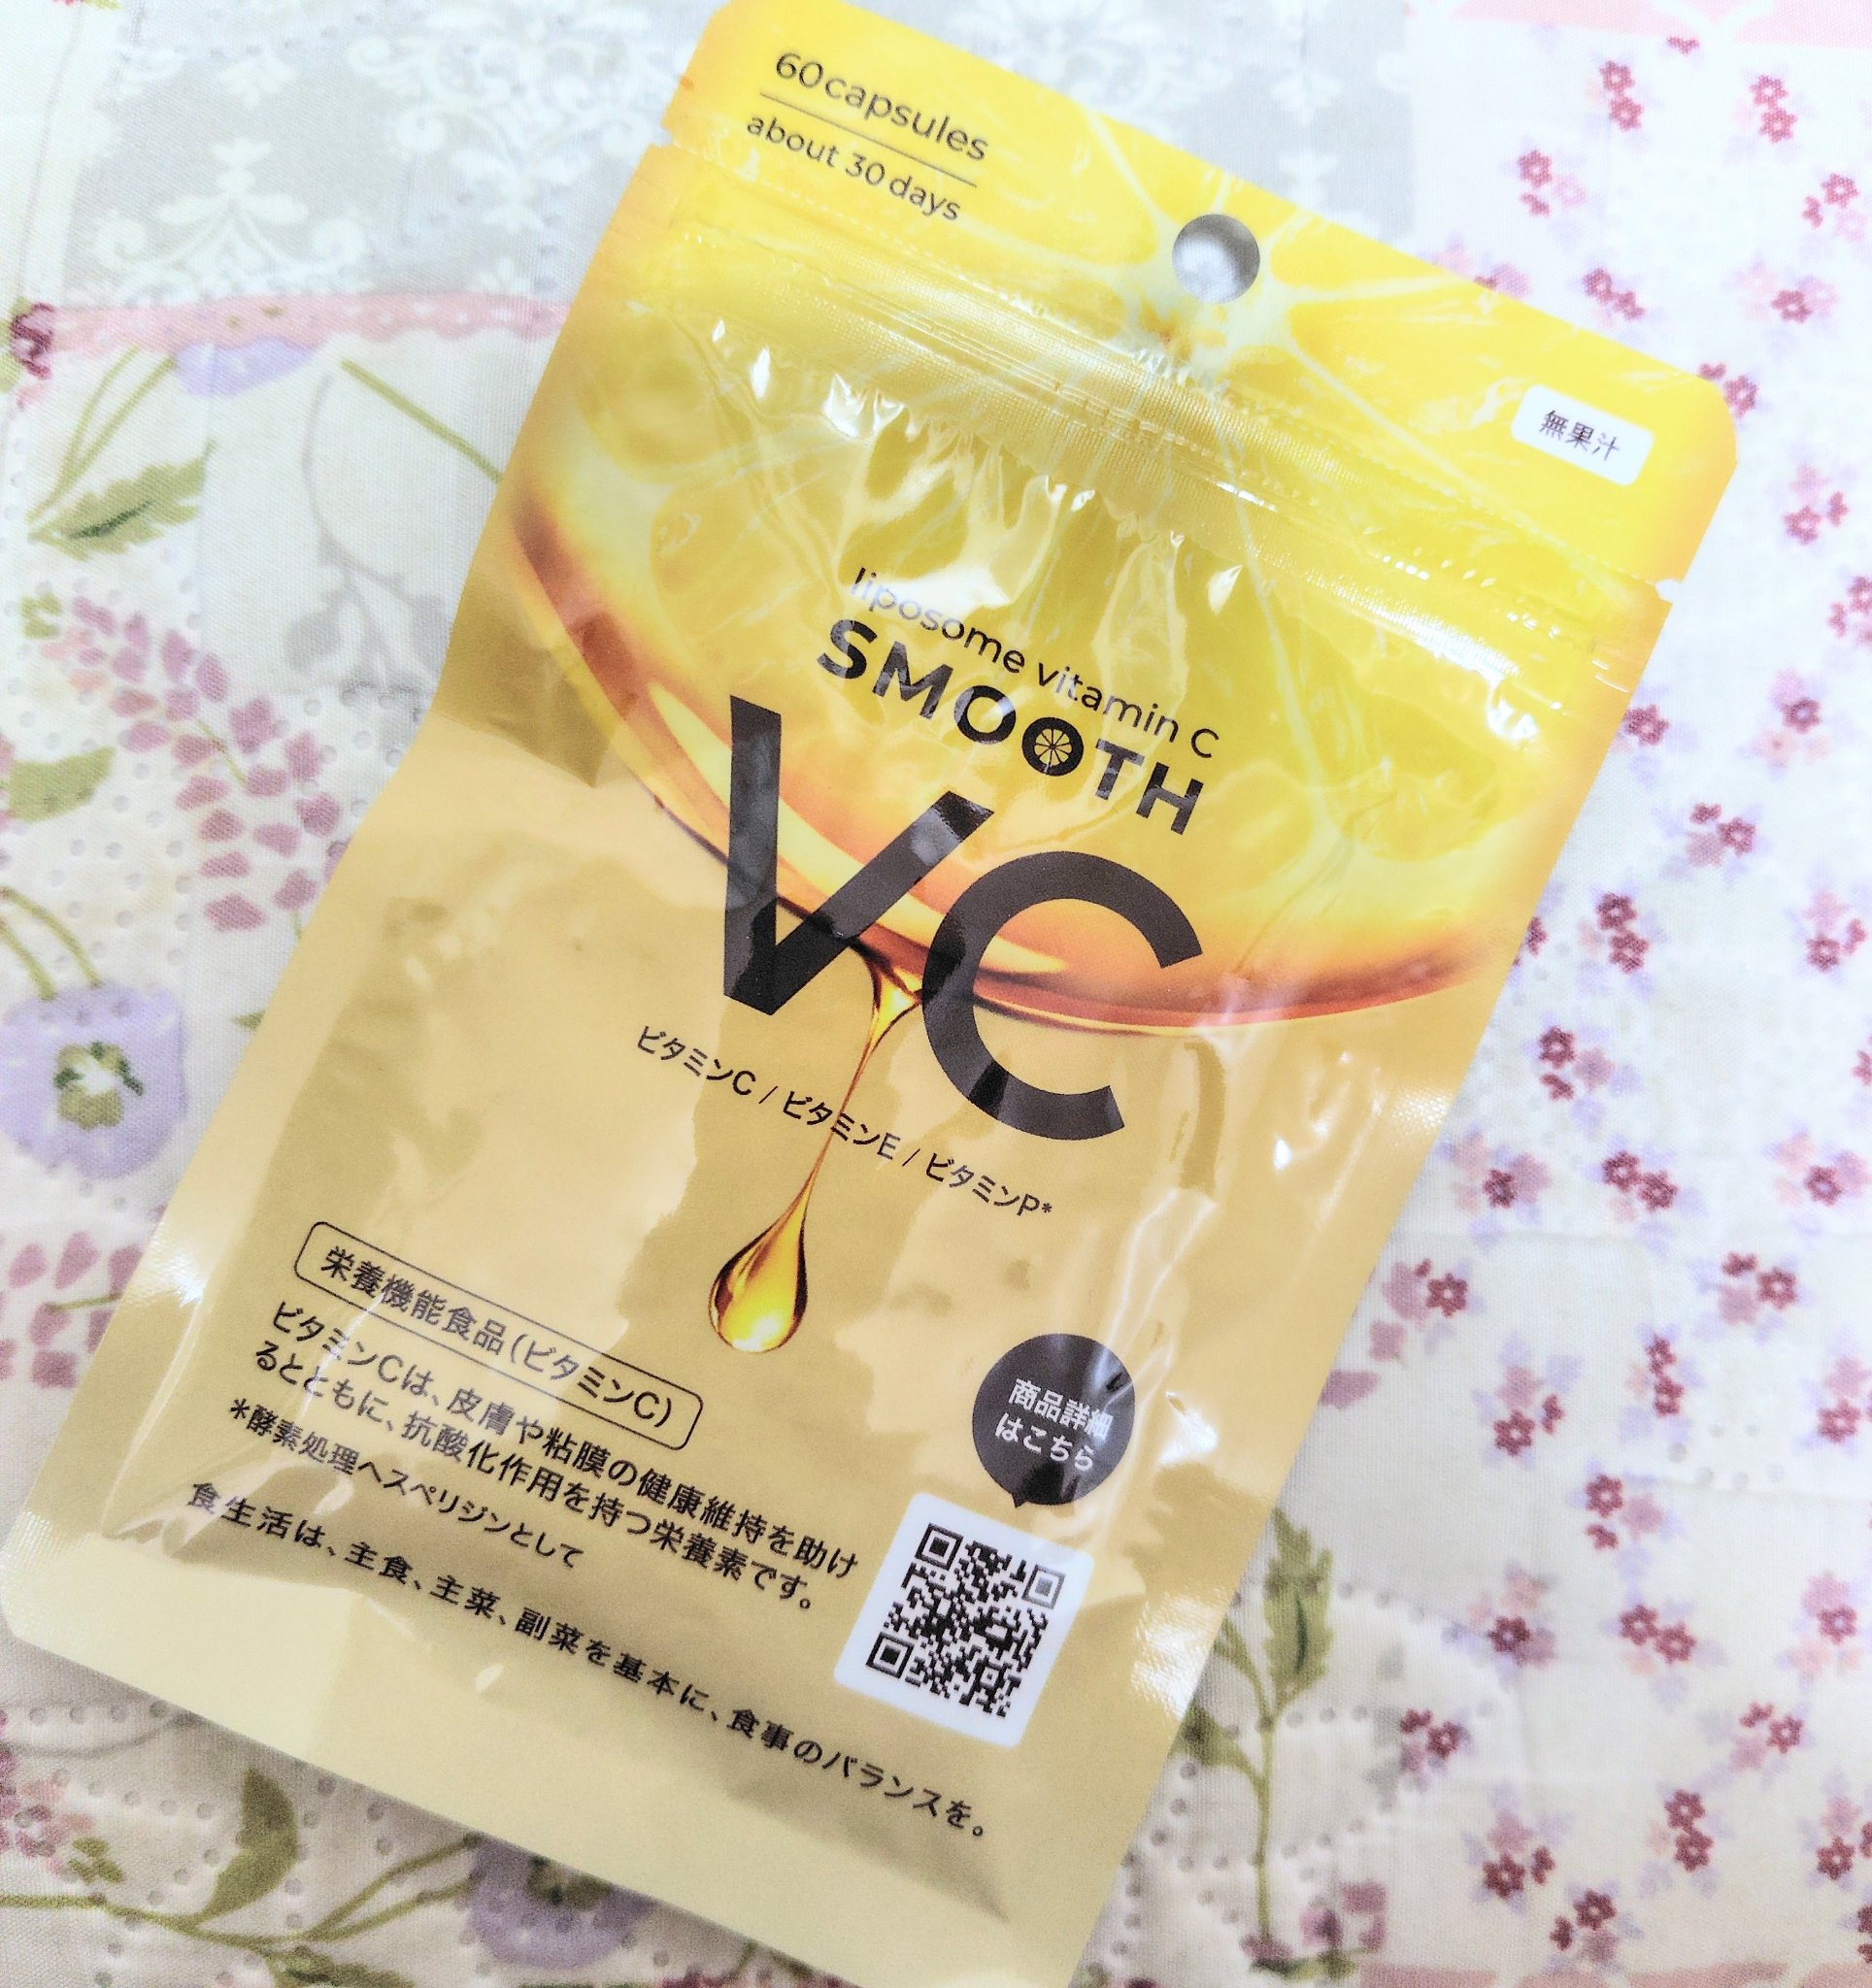 60capsules
about 30 days
無果汁
liposome vitamin C
SMOOTH
VC
ビタミンC / ビタミンE / ビタミンP*
栄養機能食品(ビタミンC)
ビタミンCは、皮膚や粘膜の健康維持を助け
るとともに、抗酸化作用を持つ栄養素です。
*酵素処理ヘスペリジンとして
食生活は、主食、主菜、副菜を基本に、食事のバランスを。
商品詳細
はこちら